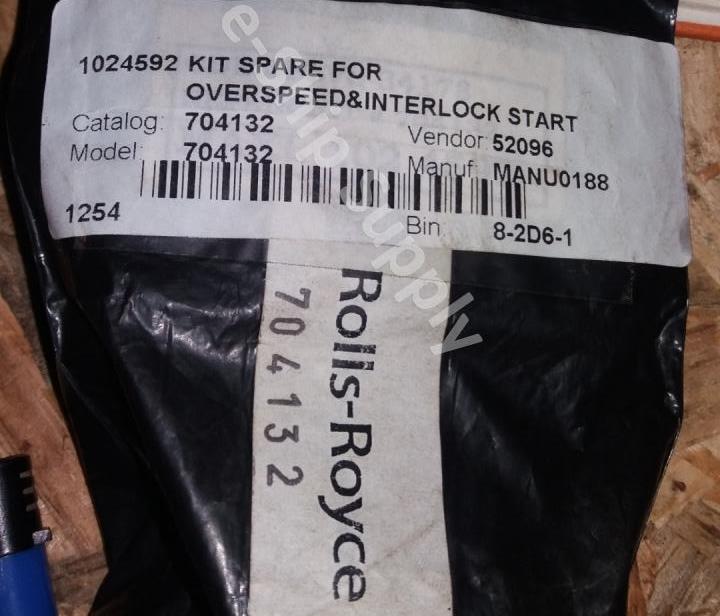 1024592 KIT SPARE FOR
OVERSPEED&INTERLOCK START
Catalog: 704132 Vendor: 52096
Model: 704132 Manuf: MANU0188
1254 Bin: 8-2D6-1
Rolls-Royce
704132
e-ship supply